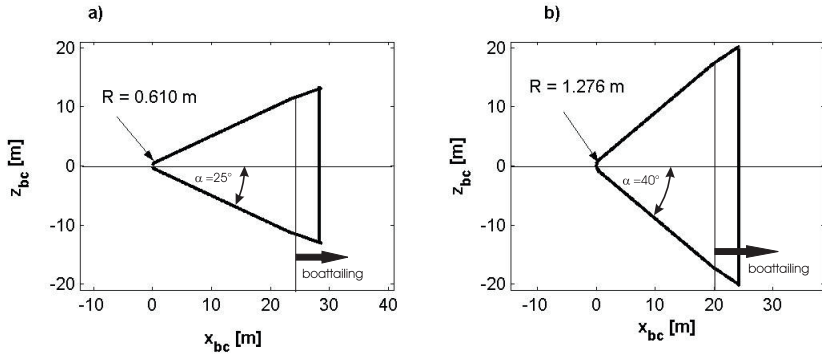 a)
20
10
0
-10
-20
-10
0
10
20
30
40
z_bc [m]
x_bc [m]
R = 0.610 m
α =25°
boattailing
b)
20
10
0
-10
-20
-10
0
10
20
30
z_bc [m]
x_bc [m]
R = 1.276 m
α =40°
boattailing